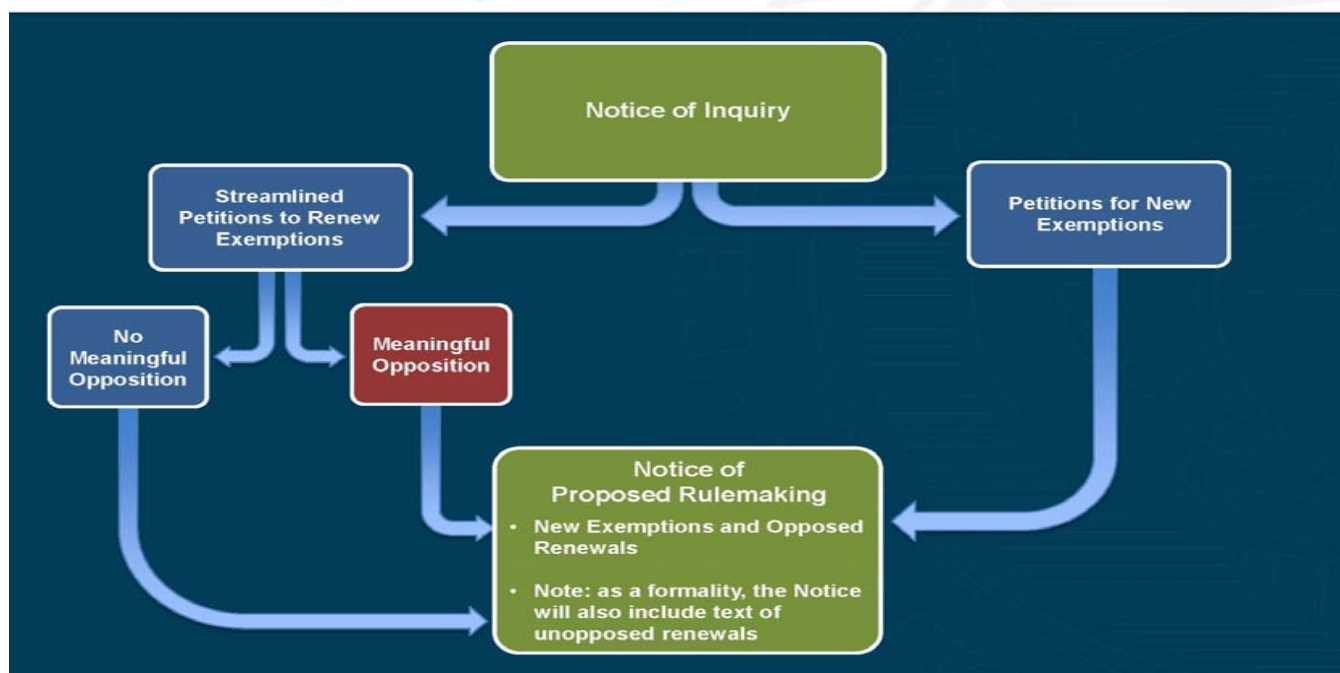 Notice of Inquiry
Streamlined
Petitions to Renew
Exemptions
Petitions for New
Exemptions
No
Meaningful
Opposition
Meaningful
Opposition
Notice of
Proposed Rulemaking
• New Exemptions and Opposed
Renewals
• Note: as a formality, the Notice
will also include text of
unopposed renewals